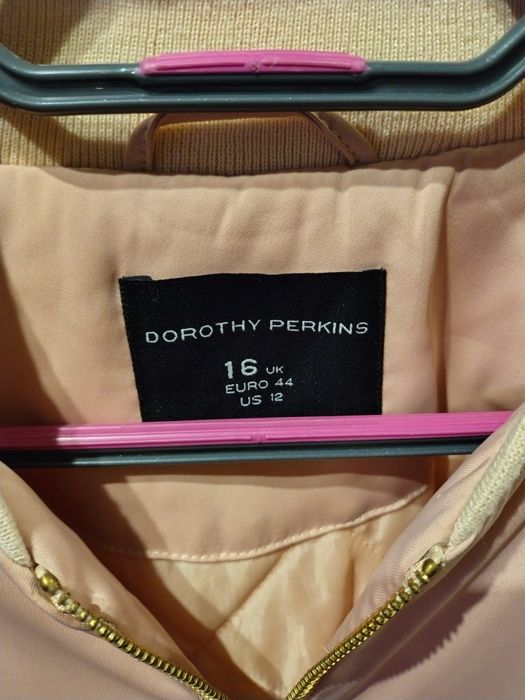 DOROTHY PERKINS
16 UK
EURO 44
US 12